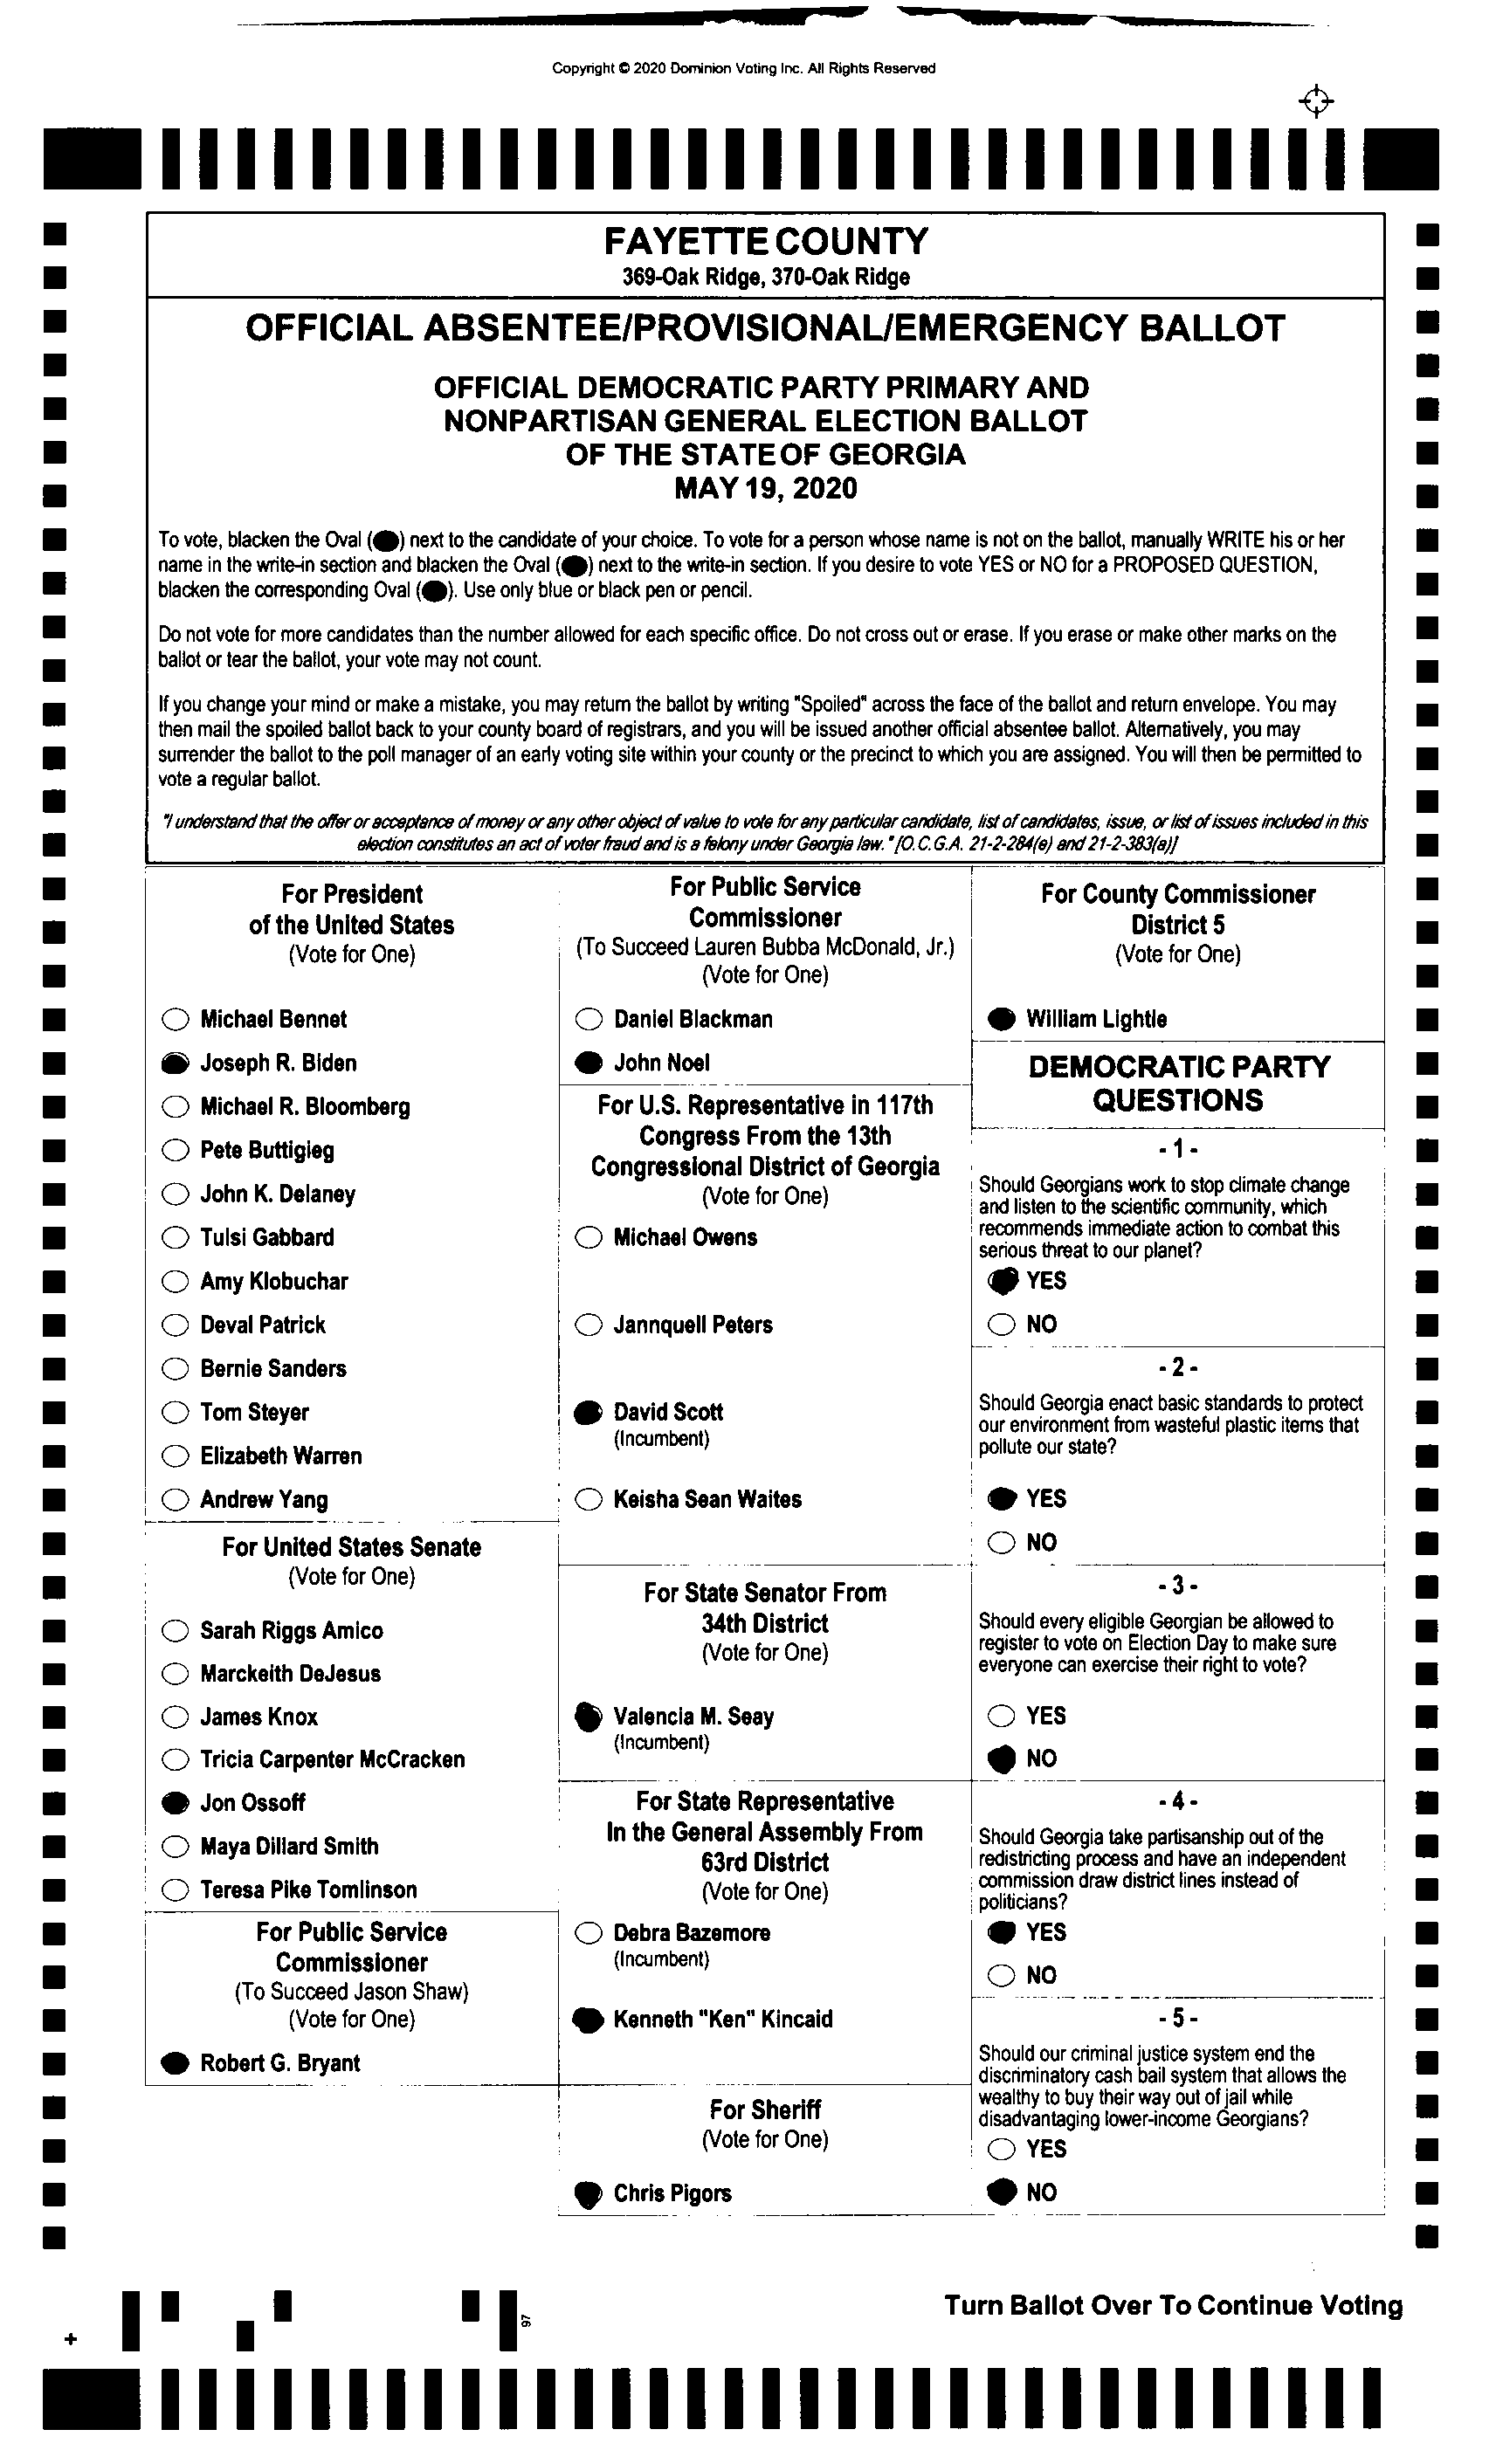 Copyright © 2020 Dominion Voting Inc. All Rights Reserved
FAYETTE COUNTY
369-Oak Ridge, 370-Oak Ridge
OFFICIAL ABSENTEE/PROVISIONAL/EMERGENCY BALLOT
OFFICIAL DEMOCRATIC PARTY PRIMARY AND
NONPARTISAN GENERAL ELECTION BALLOT
OF THE STATE OF GEORGIA
MAY 19, 2020
To vote, blacken the Oval () next to the candidate of your choice. To vote for a person whose name is not on the ballot, manually WRITE his or her
name in the write-in section and blacken the Oval () next to the write-in section. If you desire to vote YES or NO for a PROPOSED QUESTION,
blacken the corresponding Oval (). Use only blue or black pen or pencil.
Do not vote for more candidates than the number allowed for each specific office. Do not cross out or erase. If you erase or make other marks on the
ballot or tear the ballot, your vote may not count.
If you change your mind or make a mistake, you may return the ballot by writing "Spoiled" across the face of the ballot and return envelope. You may
then mail the spoiled ballot back to your county board of registrars, and you will be issued another official absentee ballot. Alternatively, you may
surrender the ballot to the poll manager of an early voting site within your county or the precinct to which you are assigned. You will then be permitted to
vote a regular ballot.
"I understand that the offer or acceptance of money or any other object of value to vote for any particular candidate, list of candidates, issue, or list of issues included in this
election constitutes an act of voter fraud and is a felony under Georgia law." [O.C.G.A. 21-2-284(e) and 21-2-383(a)]
For President
of the United States
(Vote for One)
Michael Bennet
Joseph R. Biden
Michael R. Bloomberg
Pete Buttigieg
John K. Delaney
Tulsi Gabbard
Amy Klobuchar
Deval Patrick
Bernie Sanders
Tom Steyer
Elizabeth Warren
Andrew Yang
For United States Senate
(Vote for One)
Sarah Riggs Amico
Marckeith DeJesus
James Knox
Tricia Carpenter McCracken
Jon Ossoff
Maya Dillard Smith
Teresa Pike Tomlinson
For Public Service
Commissioner
(To Succeed Jason Shaw)
(Vote for One)
Robert G. Bryant
For Public Service
Commissioner
(To Succeed Lauren Bubba McDonald, Jr.)
(Vote for One)
Daniel Blackman
John Noel
For U.S. Representative in 117th
Congress From the 13th
Congressional District of Georgia
(Vote for One)
Michael Owens
Jannquell Peters
David Scott
(Incumbent)
Keisha Sean Waites
For State Senator From
34th District
(Vote for One)
Valencia M. Seay
(Incumbent)
For State Representative
In the General Assembly From
63rd District
(Vote for One)
Debra Bazemore
(Incumbent)
Kenneth "Ken" Kincaid
For Sheriff
(Vote for One)
Chris Pigors
For County Commissioner
District 5
(Vote for One)
William Lightle
DEMOCRATIC PARTY
QUESTIONS
- 1 -
Should Georgians work to stop climate change
and listen to the scientific community, which
recommends immediate action to combat this
serious threat to our planet?
YES
NO
- 2 -
Should Georgia enact basic standards to protect
our environment from wasteful plastic items that
pollute our state?
YES
NO
- 3 -
Should every eligible Georgian be allowed to
register to vote on Election Day to make sure
everyone can exercise their right to vote?
YES
NO
- 4 -
Should Georgia take partisanship out of the
redistricting process and have an independent
commission draw district lines instead of
politicians?
YES
NO
- 5 -
Should our criminal justice system end the
discriminatory cash bail system that allows the
wealthy to buy their way out of jail while
disadvantaging lower-income Georgians?
YES
NO
Turn Ballot Over To Continue Voting
97